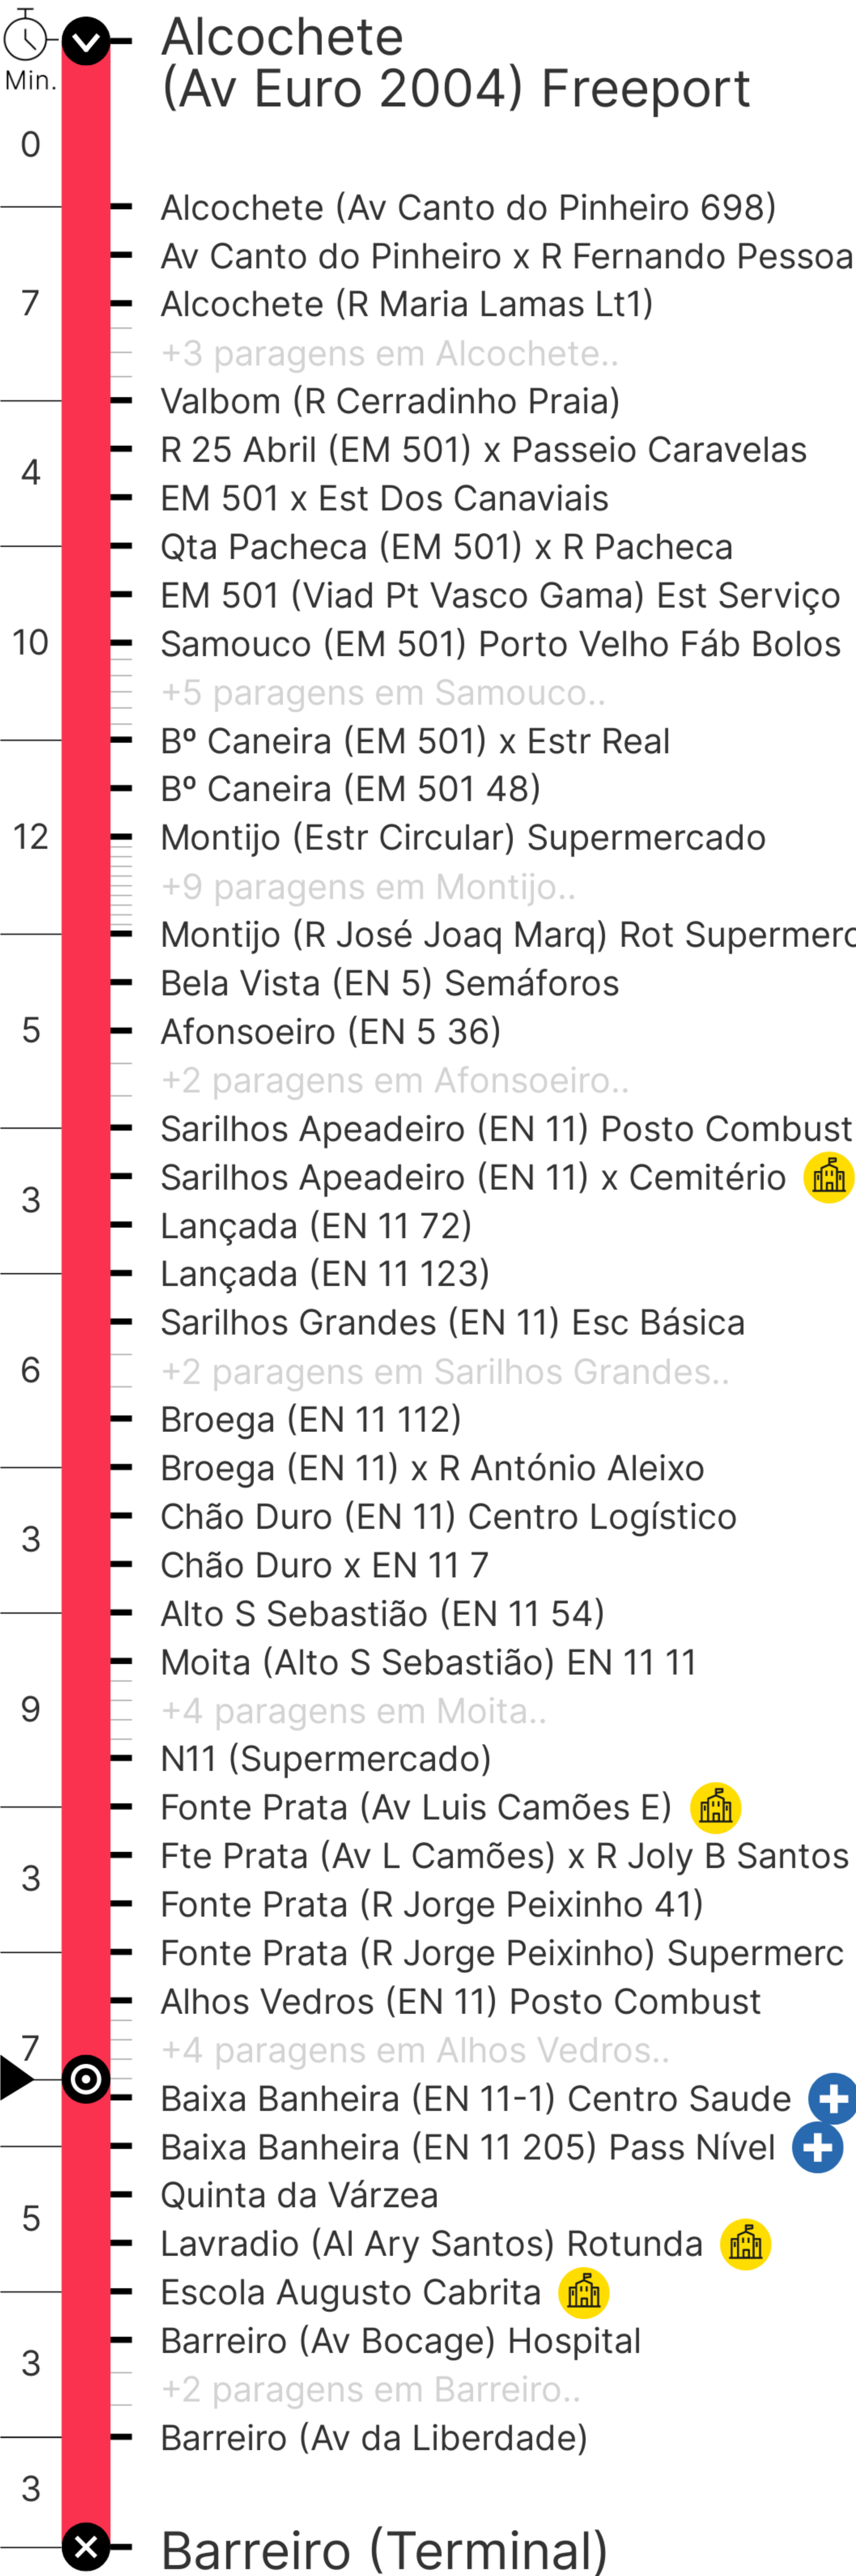 Alcochete
(Av Euro 2004) Freeport
Min.
0
Alcochete (Av Canto do Pinheiro 698)
Av Canto do Pinheiro x R Fernando Pessoa
7
Alcochete (R Maria Lamas Lt1)
+3 paragens em Alcochete..
Valbom (R Cerradinho Praia)
R 25 Abril (EM 501) x Passeio Caravelas
4
EM 501 x Est Dos Canaviais
Qta Pacheca (EM 501) x R Pacheca
EM 501 (Viad Pt Vasco Gama) Est Serviço
10
Samouco (EM 501) Porto Velho Fáb Bolos
+5 paragens em Samouco..
Bº Caneira (EM 501) x Estr Real
Bº Caneira (EM 501 48)
12
Montijo (Estr Circular) Supermercado
+9 paragens em Montijo..
Montijo (R José Joaq Marq) Rot Supermerc
Bela Vista (EN 5) Semáforos
5
Afonsoeiro (EN 5 36)
+2 paragens em Afonsoeiro..
Sarilhos Apeadeiro (EN 11) Posto Combust
Sarilhos Apeadeiro (EN 11) x Cemitério
3
Lançada (EN 11 72)
Lançada (EN 11 123)
Sarilhos Grandes (EN 11) Esc Básica
6
+2 paragens em Sarilhos Grandes..
Broega (EN 11 112)
Broega (EN 11) x R António Aleixo
Chão Duro (EN 11) Centro Logístico
3
Chão Duro x EN 11 7
Alto S Sebastião (EN 11 54)
Moita (Alto S Sebastião) EN 11 11
9
+4 paragens em Moita..
N11 (Supermercado)
Fonte Prata (Av Luis Camões E)
Fte Prata (Av L Camões) x R Joly B Santos
3
Fonte Prata (R Jorge Peixinho 41)
Fonte Prata (R Jorge Peixinho) Supermerc
Alhos Vedros (EN 11) Posto Combust
7
+4 paragens em Alhos Vedros..
Baixa Banheira (EN 11-1) Centro Saude
Baixa Banheira (EN 11 205) Pass Nível
Quinta da Várzea
5
Lavradio (Al Ary Santos) Rotunda
Escola Augusto Cabrita
Barreiro (Av Bocage) Hospital
3
+2 paragens em Barreiro..
Barreiro (Av da Liberdade)
3
Barreiro (Terminal)